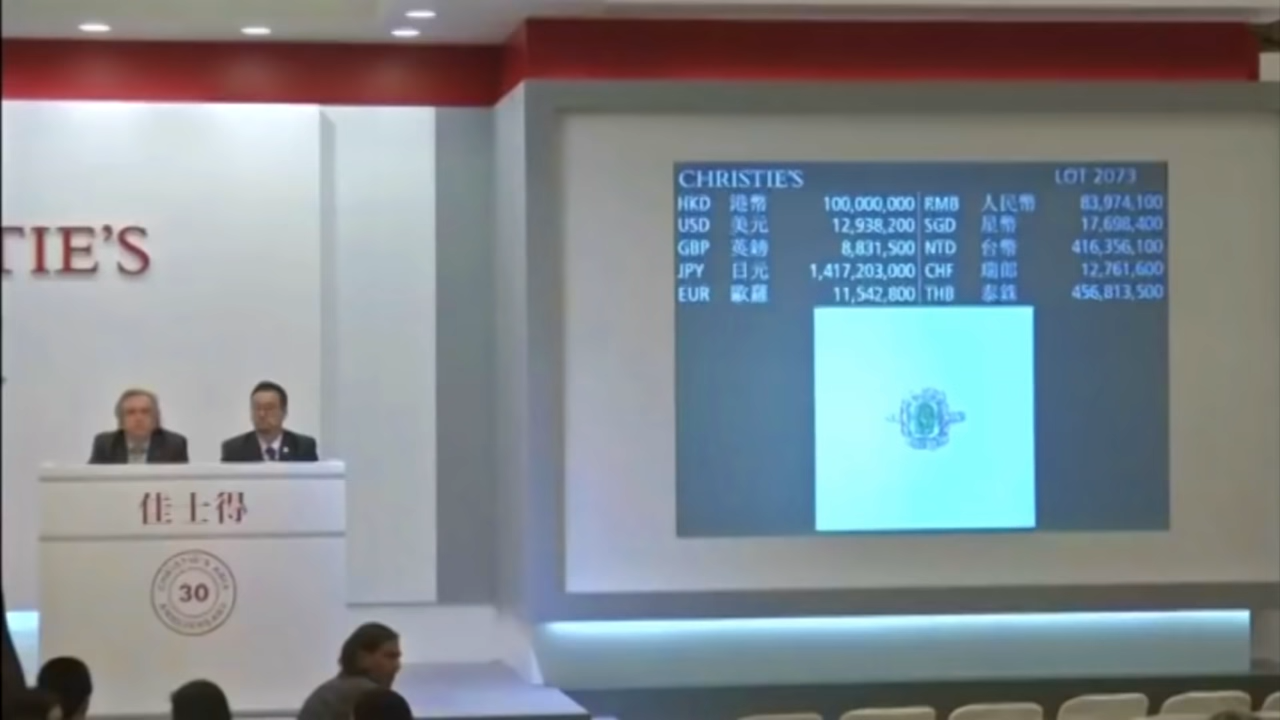 TIE'S
CHRISTIE'S LOT 2073
HKD 港幣 100,000,000 RMB 人民幣 83,974,100
USD 美元 12,938,200 SGD 星幣 17,698,400
GBP 英鎊 8,831,500 NTD 台幣 416,356,100
JPY 日元 1,417,203,000 CHF 瑞郎 12,761,600
EUR 歐羅 11,542,800 THB 泰銖 456,813,500
佳士得
CHRISTIE'S ASIA
30
ANNIVERSARY